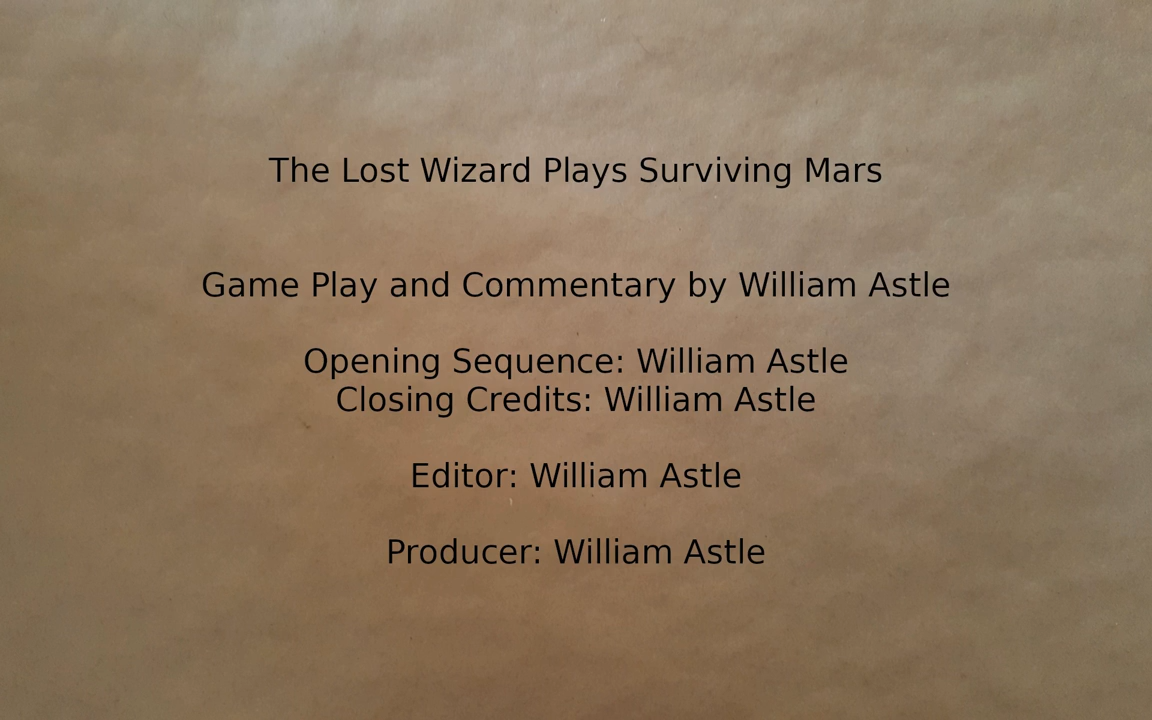 The Lost Wizard Plays Surviving Mars
Game Play and Commentary by William Astle
Opening Sequence: William Astle
Closing Credits: William Astle
Editor: William Astle
Producer: William Astle